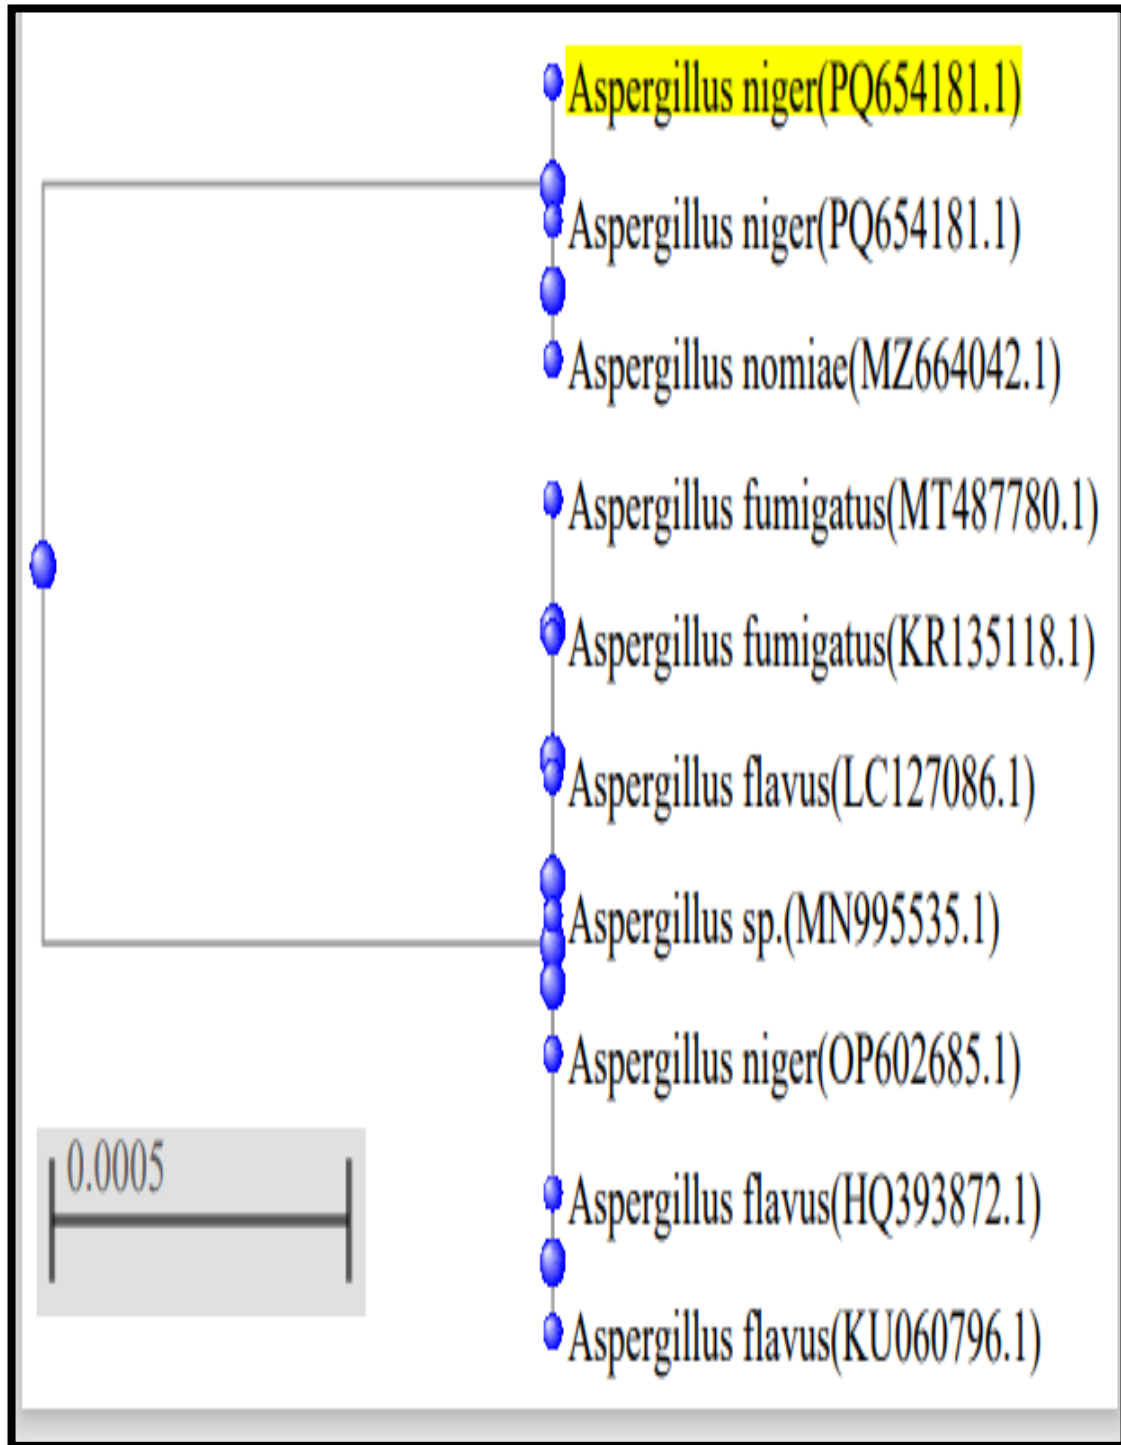 Aspergillus niger(PQ654181.1)
Aspergillus niger(PQ654181.1)
Aspergillus nomiae(MZ664042.1)
Aspergillus fumigatus(MT487780.1)
Aspergillus fumigatus(KR135118.1)
Aspergillus flavus(LC127086.1)
Aspergillus sp.(MN995535.1)
Aspergillus niger(OP602685.1)
0.0005
Aspergillus flavus(HQ393872.1)
Aspergillus flavus(KU060796.1)